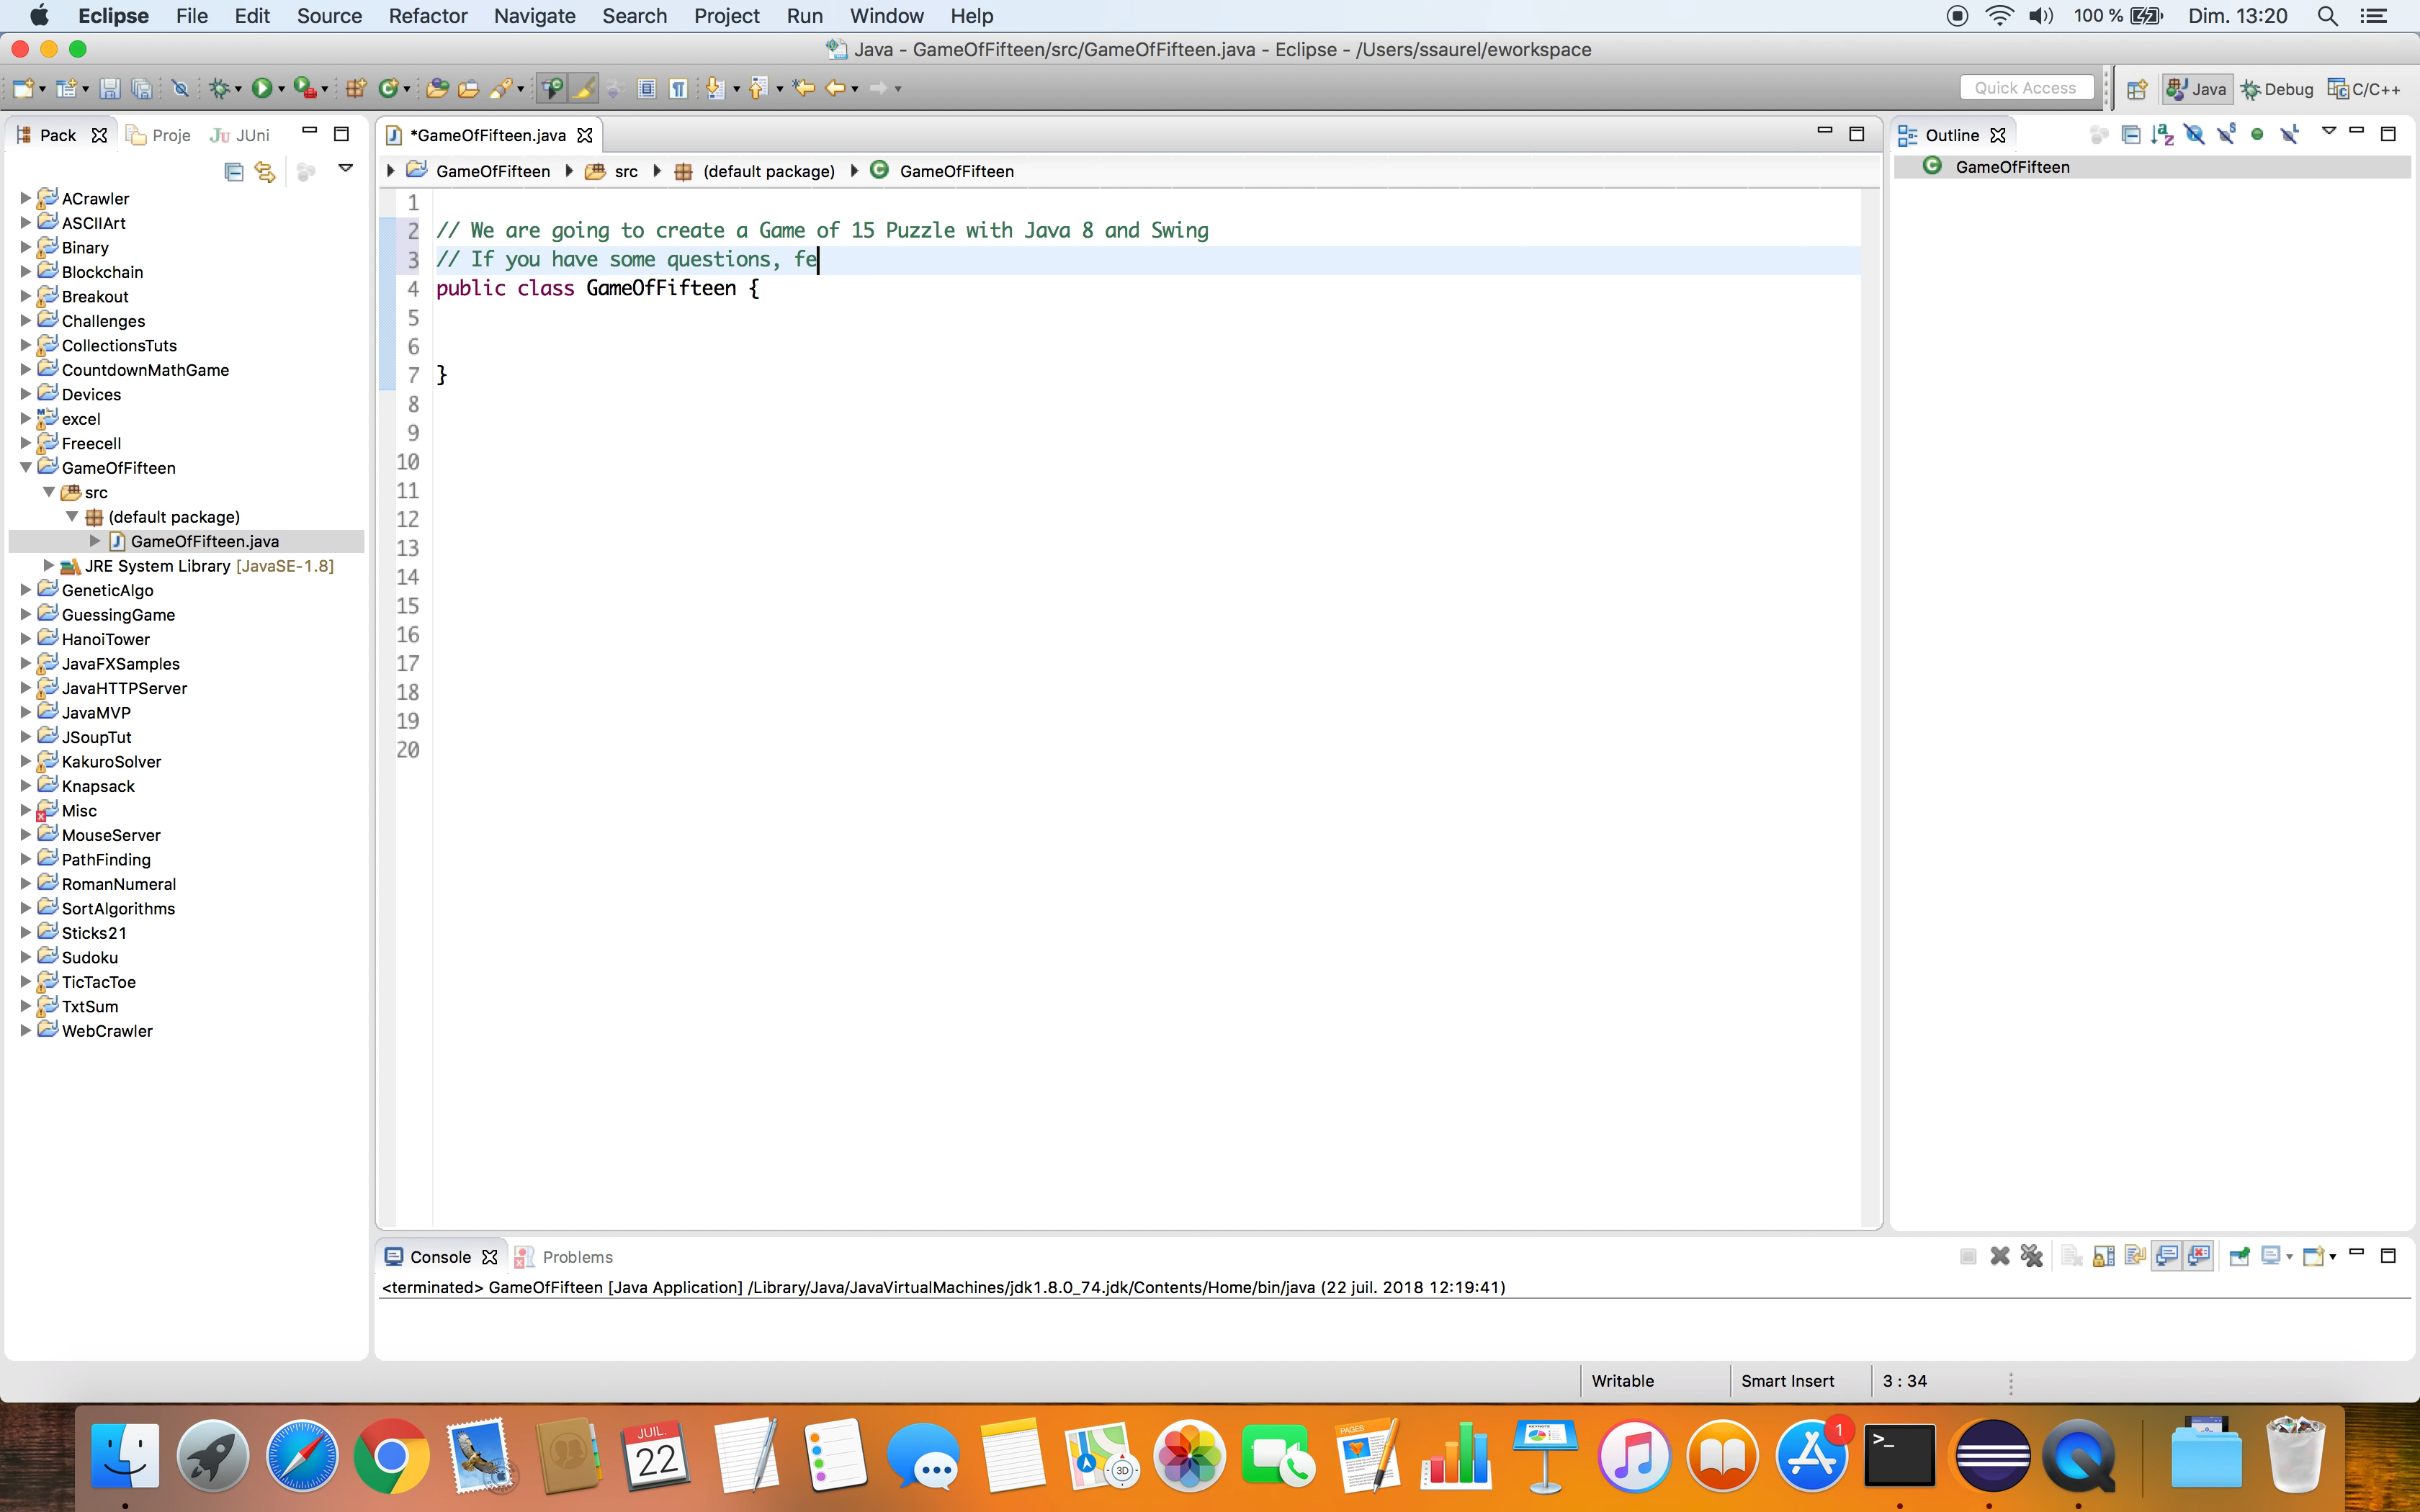 Eclipse File Edit Source Refactor Navigate Search Project Run Window Help 100 % Dim. 13:20
Java - GameOfFifteen/src/GameOfFifteen.java - Eclipse - /Users/ssaurel/eworkspace
Quick Access Java Debug C/C++
Pack Proje JUni
*GameOfFifteen.java
Outline
GameOfFifteen src (default package) GameOfFifteen
GameOfFifteen
ACrawler
ASCIIArt
Binary
Blockchain
Breakout
Challenges
CollectionsTuts
CountdownMathGame
Devices
excel
Freecell
GameOfFifteen
src
(default package)
GameOfFifteen.java
JRE System Library [JavaSE-1.8]
GeneticAlgo
GuessingGame
HanoiTower
JavaFXSamples
JavaHTTPServer
JavaMVP
JSoupTut
KakuroSolver
Knapsack
Misc
MouseServer
PathFinding
RomanNumeral
SortAlgorithms
Sticks21
Sudoku
TicTacToe
TxtSum
WebCrawler
1
2 // We are going to create a Game of 15 Puzzle with Java 8 and Swing
3 // If you have some questions, fe
4 public class GameOfFifteen {
5
6
7 }
8
9
10
11
12
13
14
15
16
17
18
19
20
Console Problems
<terminated> GameOfFifteen [Java Application] /Library/Java/JavaVirtualMachines/jdk1.8.0_74.jdk/Contents/Home/bin/java (22 juil. 2018 12:19:41)
Writable Smart Insert 3 : 34
JUIL.
22
3D
PAGES
1
>_